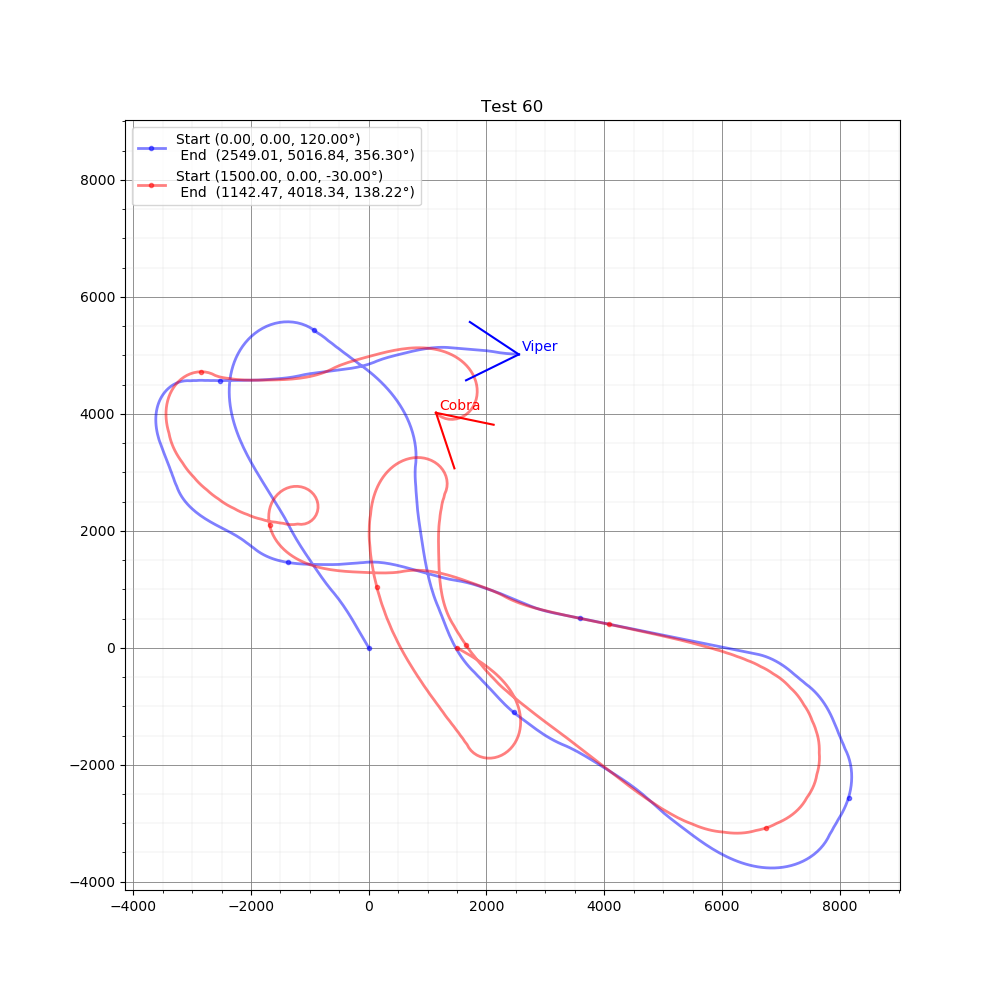 Test 60
Start (0.00, 0.00, 120.00°)
End (2549.01, 5016.84, 356.30°)
Start (1500.00, 0.00, -30.00°)
End (1142.47, 4018.34, 138.22°)
8000
6000
Viper
Cobra
4000
2000
0
−2000
−4000
−4000 −2000 0 2000 4000 6000 8000